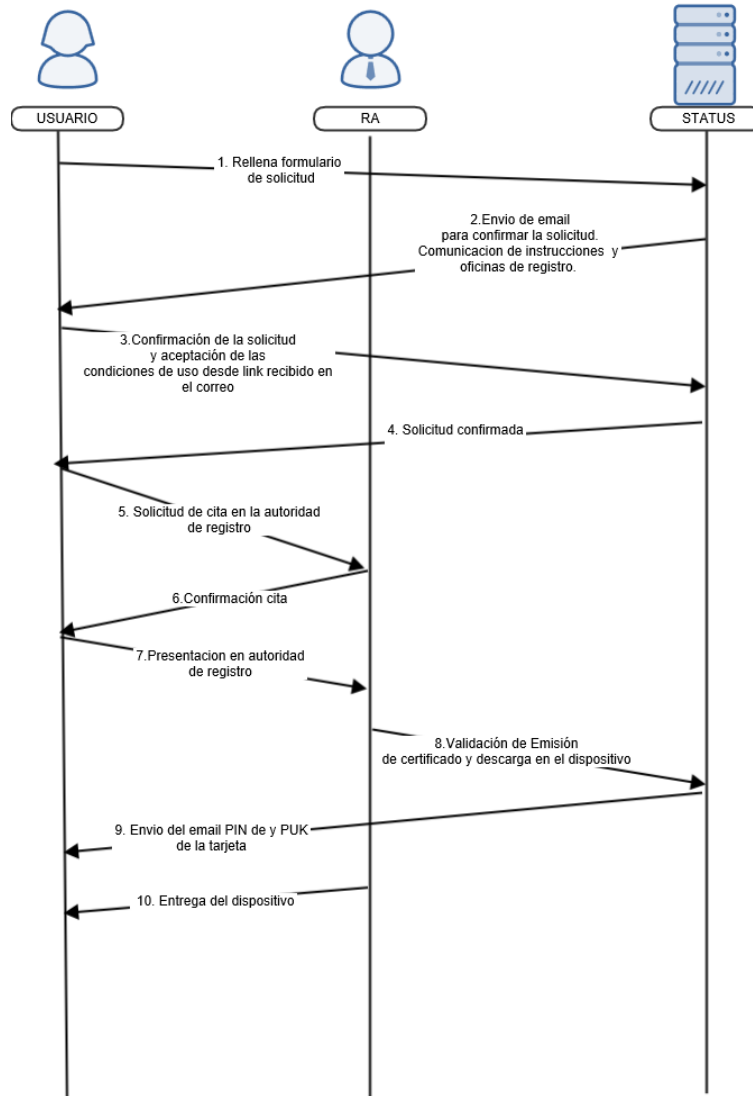 USUARIO
RA
STATUS
1. Rellena formulario
de solicitud
2.Envio de email
para confirmar la solicitud.
Comunicacion de instrucciones y
oficinas de registro.
3.Confirmación de la solicitud
y aceptación de las
condiciones de uso desde link recibido en
el correo
4. Solicitud confirmada
5. Solicitud de cita en la autoridad
de registro
6.Confirmación cita
7.Presentacion en autoridad
de registro
8.Validación de Emisión
de certificado y descarga en el dispositivo
9. Envio del email PIN de y PUK
de la tarjeta
10. Entrega del dispositivo